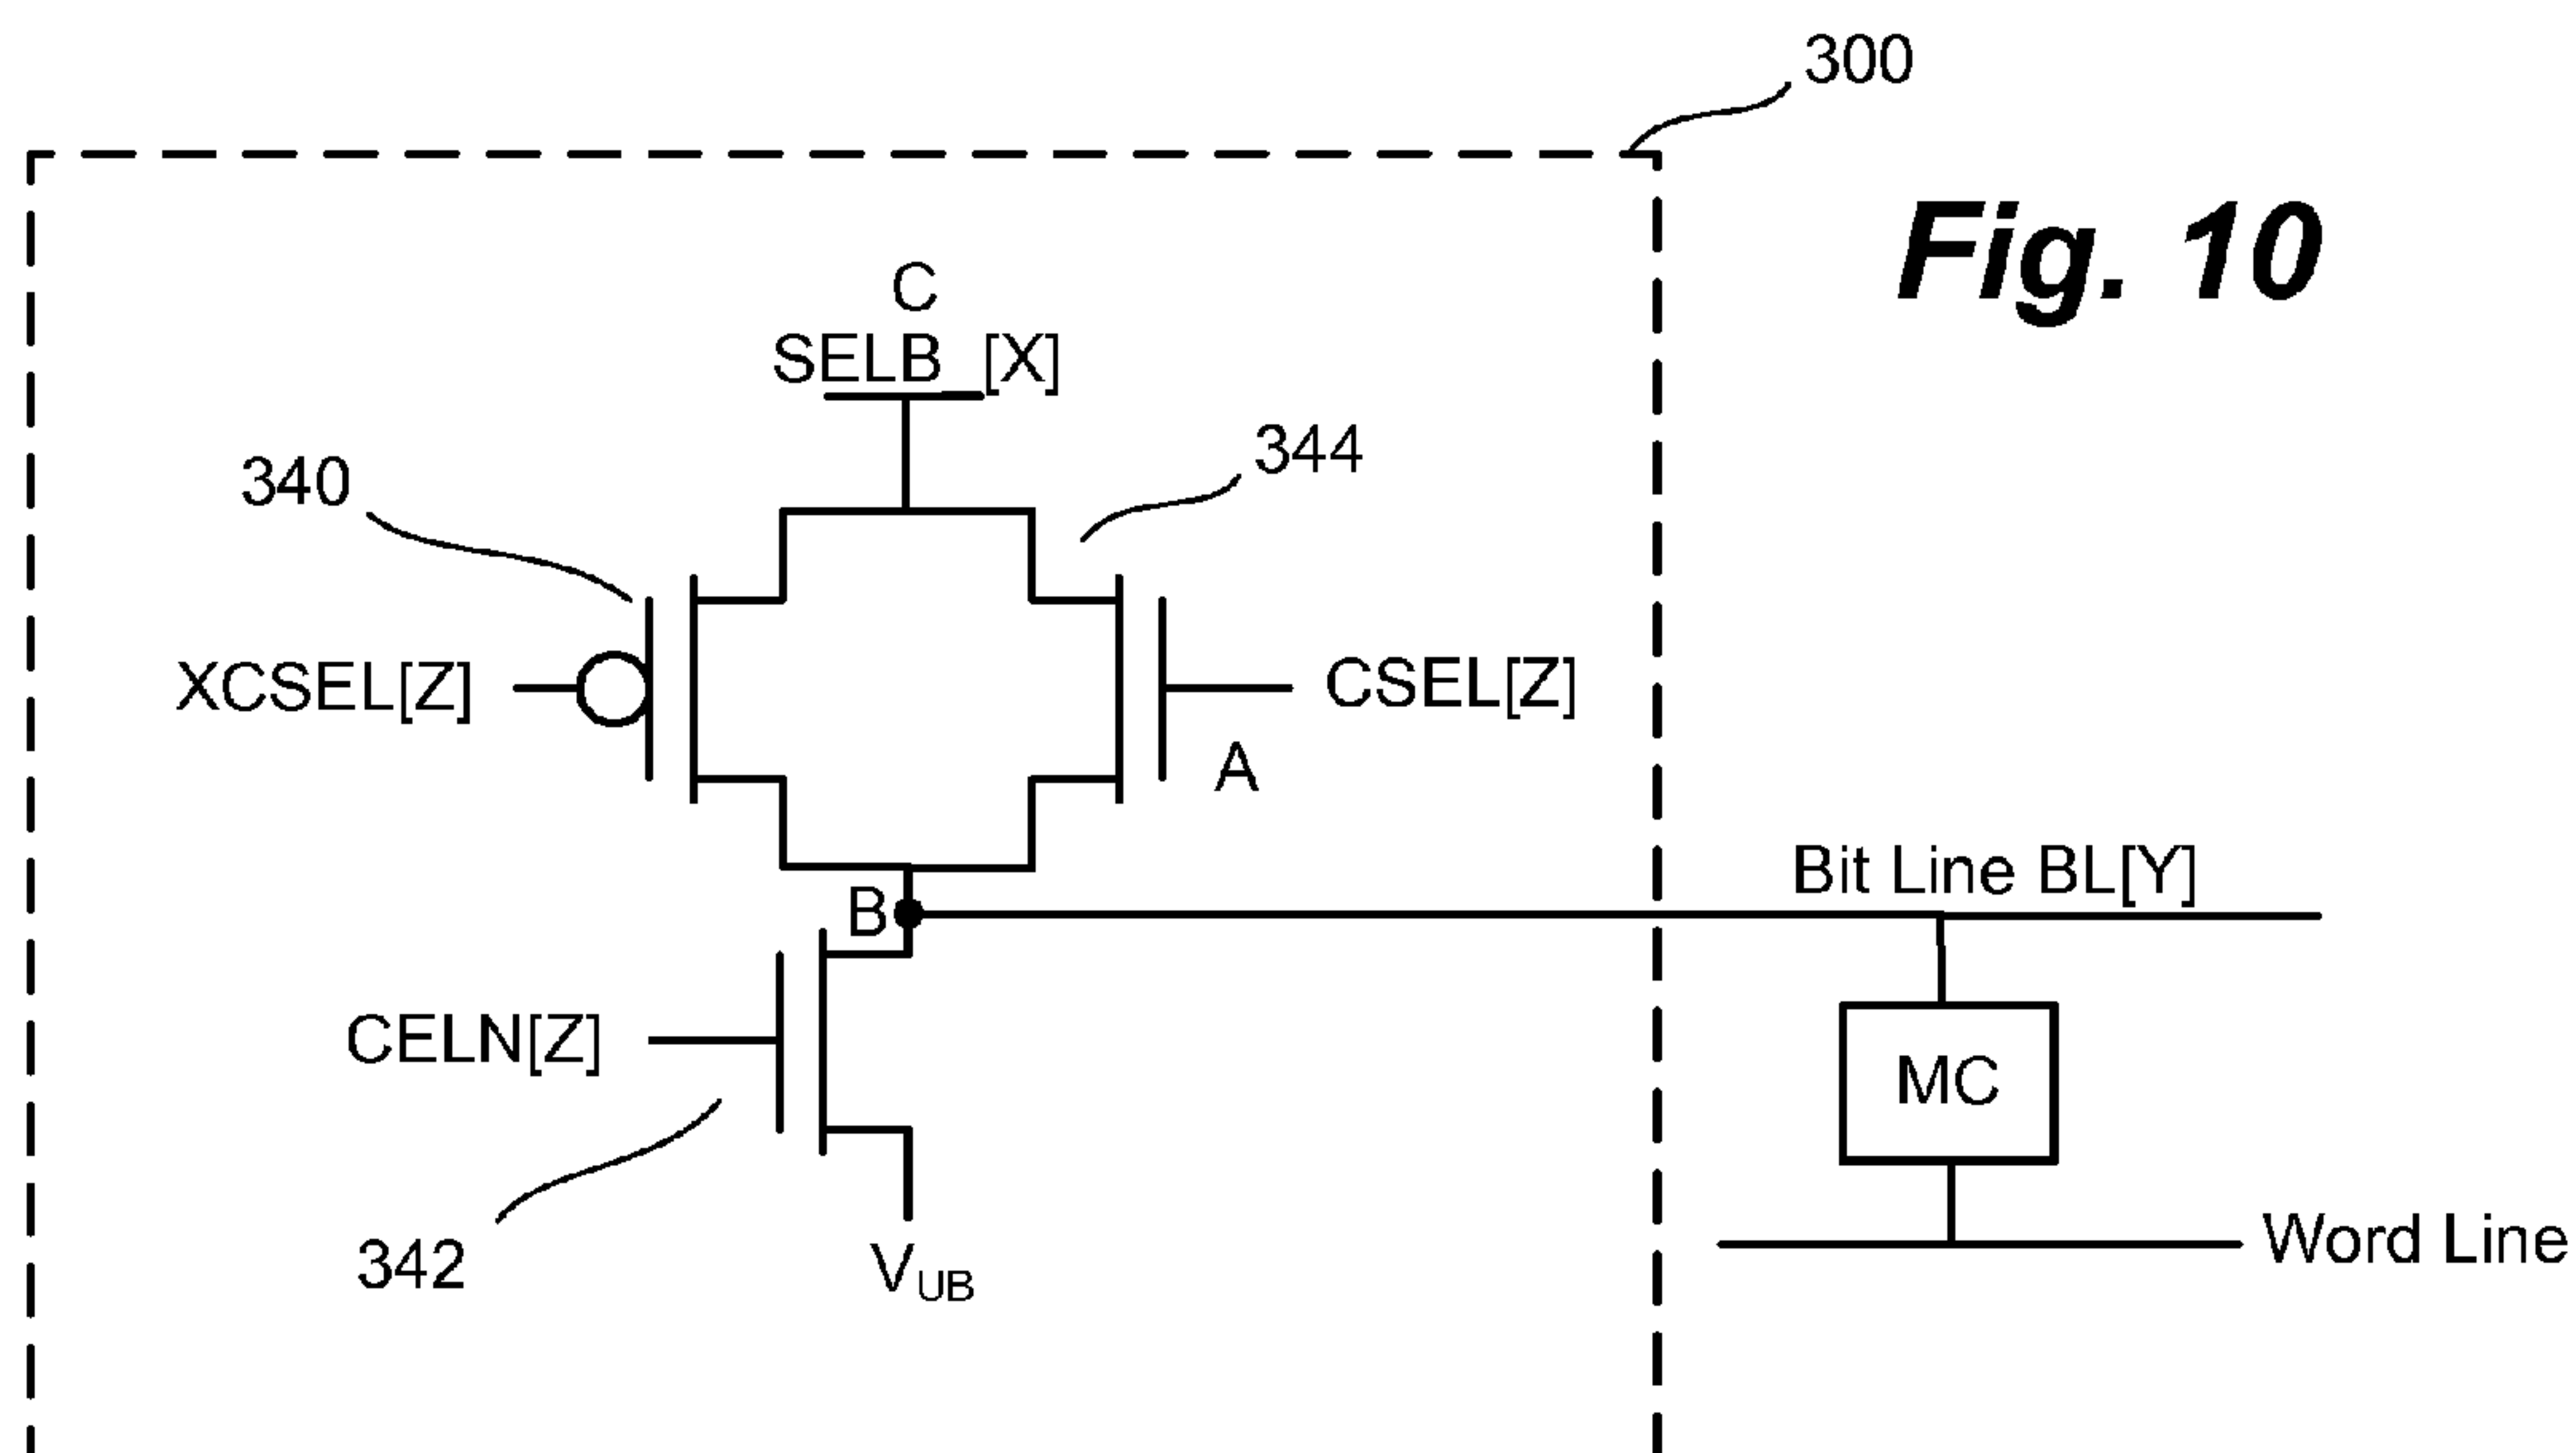 300
Fig. 10
C
SELB_[X]
344
340
XCSEL[Z]
CSEL[Z]
A
Bit Line BL[Y]
B
CELN[Z]
MC
342
VUB
Word Line